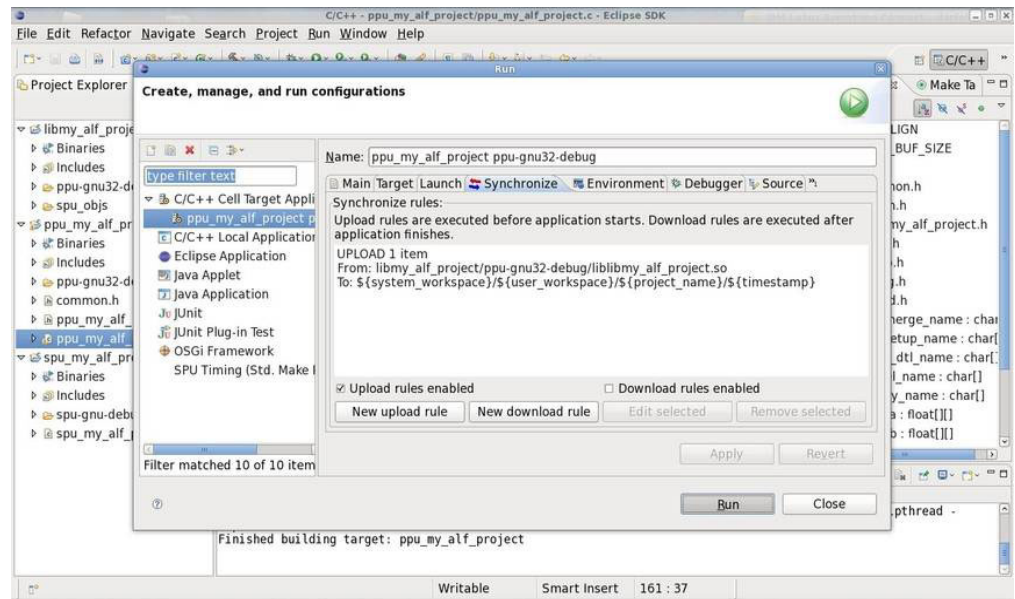 C/C++ - ppu_my_alf_project/ppu_my_alf_project.c - Eclipse SDK
File Edit Refactor Navigate Search Project Run Window Help
C/C++
Project Explorer
Make Ta
libmy_alf_proje
Binaries
Includes
ppu-gnu32-d
spu_objs
ppu_my_alf_pr
Binaries
Includes
ppu-gnu32-d
common.h
ppu_my_alf_
ppu_my_alf_
spu_my_alf_pr
Binaries
Includes
spu-gnu-debu
spu_my_alf_
Run
Create, manage, and run configurations
type filter text
C/C++ Cell Target Appli
ppu_my_alf_project p
C/C++ Local Application
Eclipse Application
Java Applet
Java Application
JUnit
JUnit Plug-in Test
OSGi Framework
SPU Timing (Std. Make
Filter matched 10 of 10 item
Name: ppu_my_alf_project ppu-gnu32-debug
Main Target Launch Synchronize Environment Debugger Source
Synchronize rules:
Upload rules are executed before application starts. Download rules are executed after
application finishes.
UPLOAD 1 item
From: libmy_alf_project/ppu-gnu32-debug/liblibmy_alf_project.so
To: ${system_workspace}/${user_workspace}/${project_name}/${timestamp}
Upload rules enabled Download rules enabled
New upload rule New download rule Edit selected Remove selected
Apply Revert
Run Close
LIGN
_BUF_SIZE
non.h
my_alf_project.h
nerge_name : char
etup_name : char[
_dtl_name : char[]
l_name : char[]
y_name : char[]
a : float[][]
b : float[][]
.pthread -
Finished building target: ppu_my_alf_project
Writable Smart Insert 161 : 37